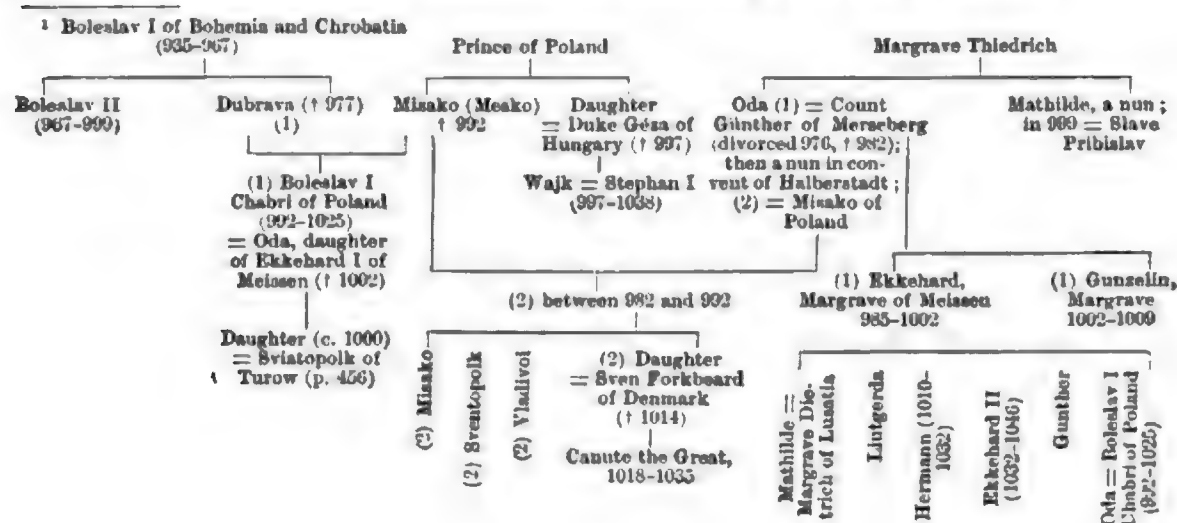 1 Boleslav I of Bohemia and Chrobatia
(935-967)
Prince of Poland
Margrave Thiedrich
Boleslav II
(967-999)
Dubrava († 977)
(1)
Misako (Mesko)
† 992
Daughter
= Duke Gésa of
Hungary († 997)
Wajk = Stephan I
(997-1038)
Oda (1) = Count
Günther of Merseberg
(divorced 976, † 982);
then a nun in con-
vent of Halberstadt;
(2) = Misako of
Poland
Mathilde, a nun;
in 999 = Slave
Pribislav
(1) Boleslav I
Chabri of Poland
(992-1025)
= Oda, daughter
of Ekkehard I of
Meissen († 1002)
Daughter (c. 1000)
= Sviatopolk of
Turow (p. 456)
(2) between 982 and 992
(1) Ekkehard,
Margrave of Meissen
985-1002
(1) Gunzelin,
Margrave
1002-1009
(2) Misako
(2) Sventopolk
(2) Vladivoi
(2) Daughter
= Sven Forkbeard
of Denmark
(† 1014)
Canute the Great,
1018-1035
Mathilde =
Margrave Die-
trich of Lusatia
Liutgerda
Hermann (1010-
1032)
Ekkehard II
(1032-1046)
Gunther
Oda = Boleslav I
Chabri of Poland
(992-1025)